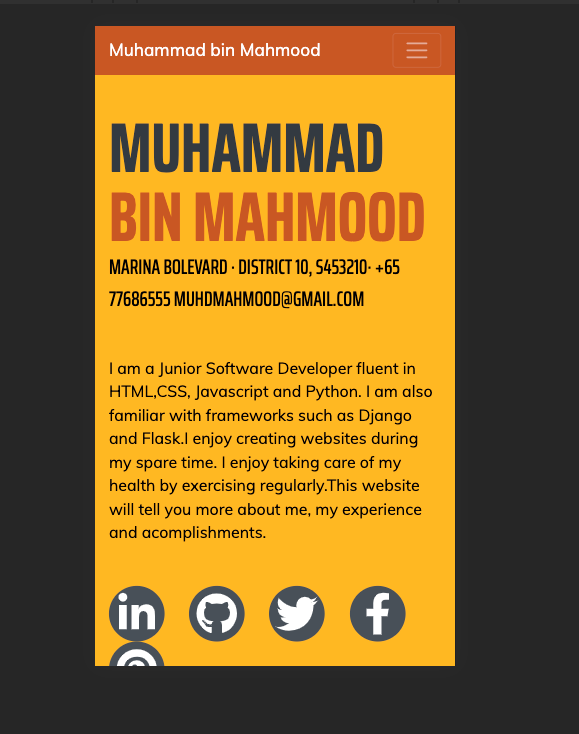 Muhammad bin Mahmood
MUHAMMAD
BIN MAHMOOD
MARINA BOLEVARD · DISTRICT 10, S453210· +65
77686555 MUHDMAHMOOD@GMAIL.COM
I am a Junior Software Developer fluent in
HTML,CSS, Javascript and Python. I am also
familiar with frameworks such as Django
and Flask.I enjoy creating websites during
my spare time. I enjoy taking care of my
health by exercising regularly.This website
will tell you more about me, my experience
and acomplishments.
in f